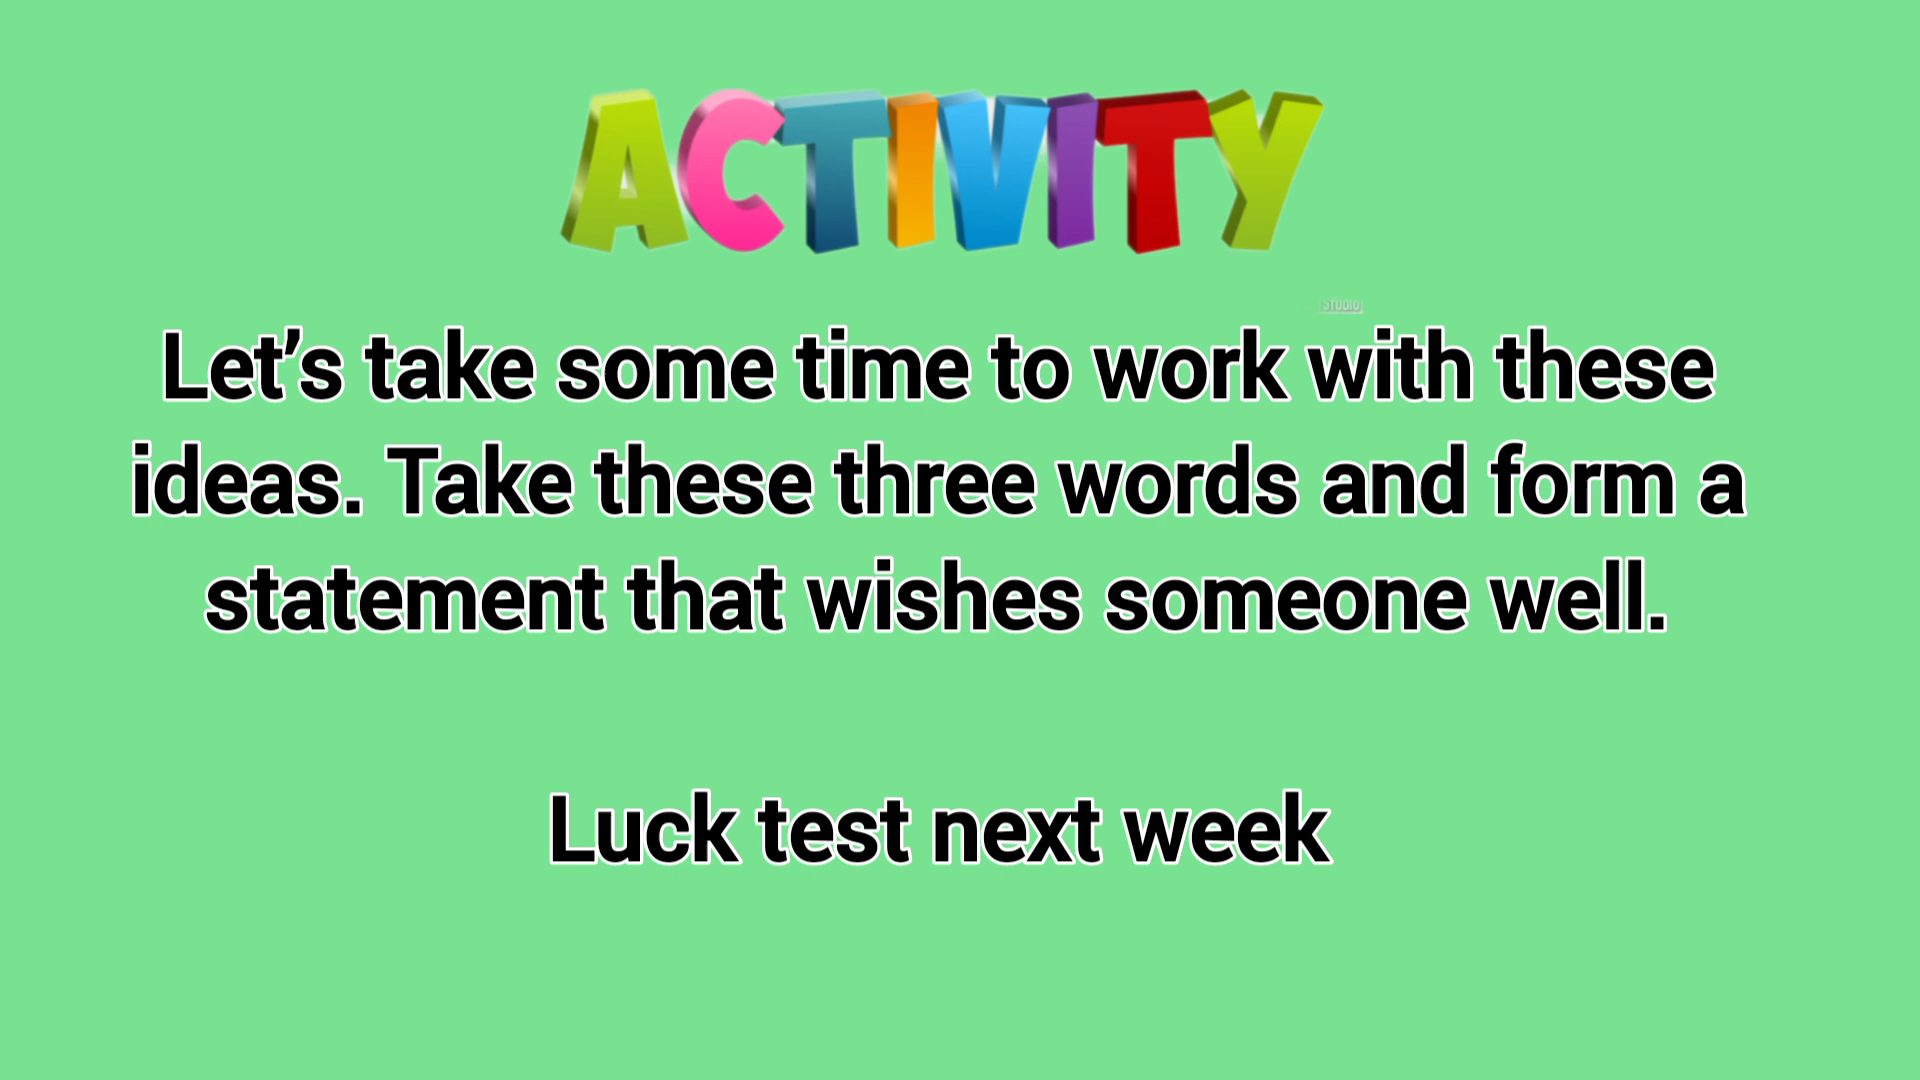 ACTIVITY
STUDIO
Let’s take some time to work with these
ideas. Take these three words and form a
statement that wishes someone well.
Luck test next week